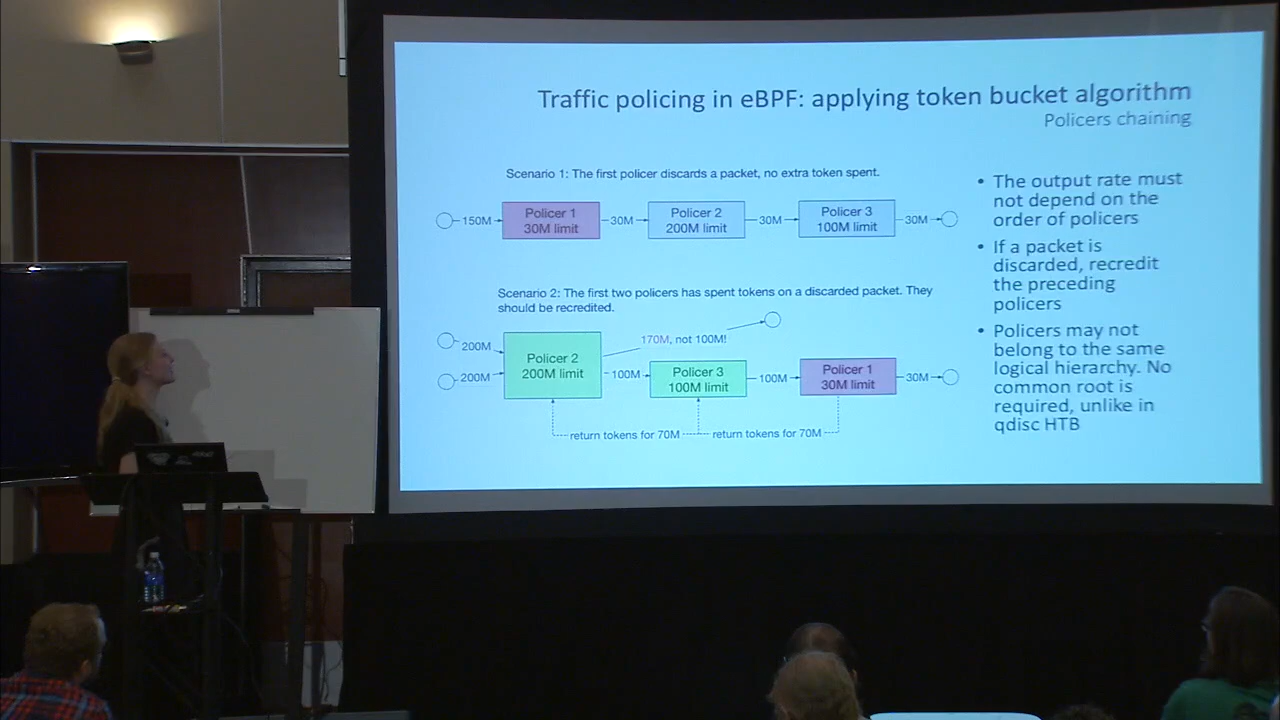 Traffic policing in eBPF: applying token bucket algorithm
Policers chaining
Scenario 1: The first policer discards a packet, no extra token spent.
150M
Policer 1
30M limit
30M
Policer 2
200M limit
30M
Policer 3
100M limit
30M
Scenario 2: The first two policers has spent tokens on a discarded packet. They
should be recredited.
200M
200M
Policer 2
200M limit
170M, not 100M!
100M
Policer 3
100M limit
100M
Policer 1
30M limit
30M
return tokens for 70M
return tokens for 70M
• The output rate must
not depend on the
order of policers
• If a packet is
discarded, recredit
the preceding
policers
• Policers may not
belong to the same
logical hierarchy. No
common root is
required, unlike in
qdisc HTB